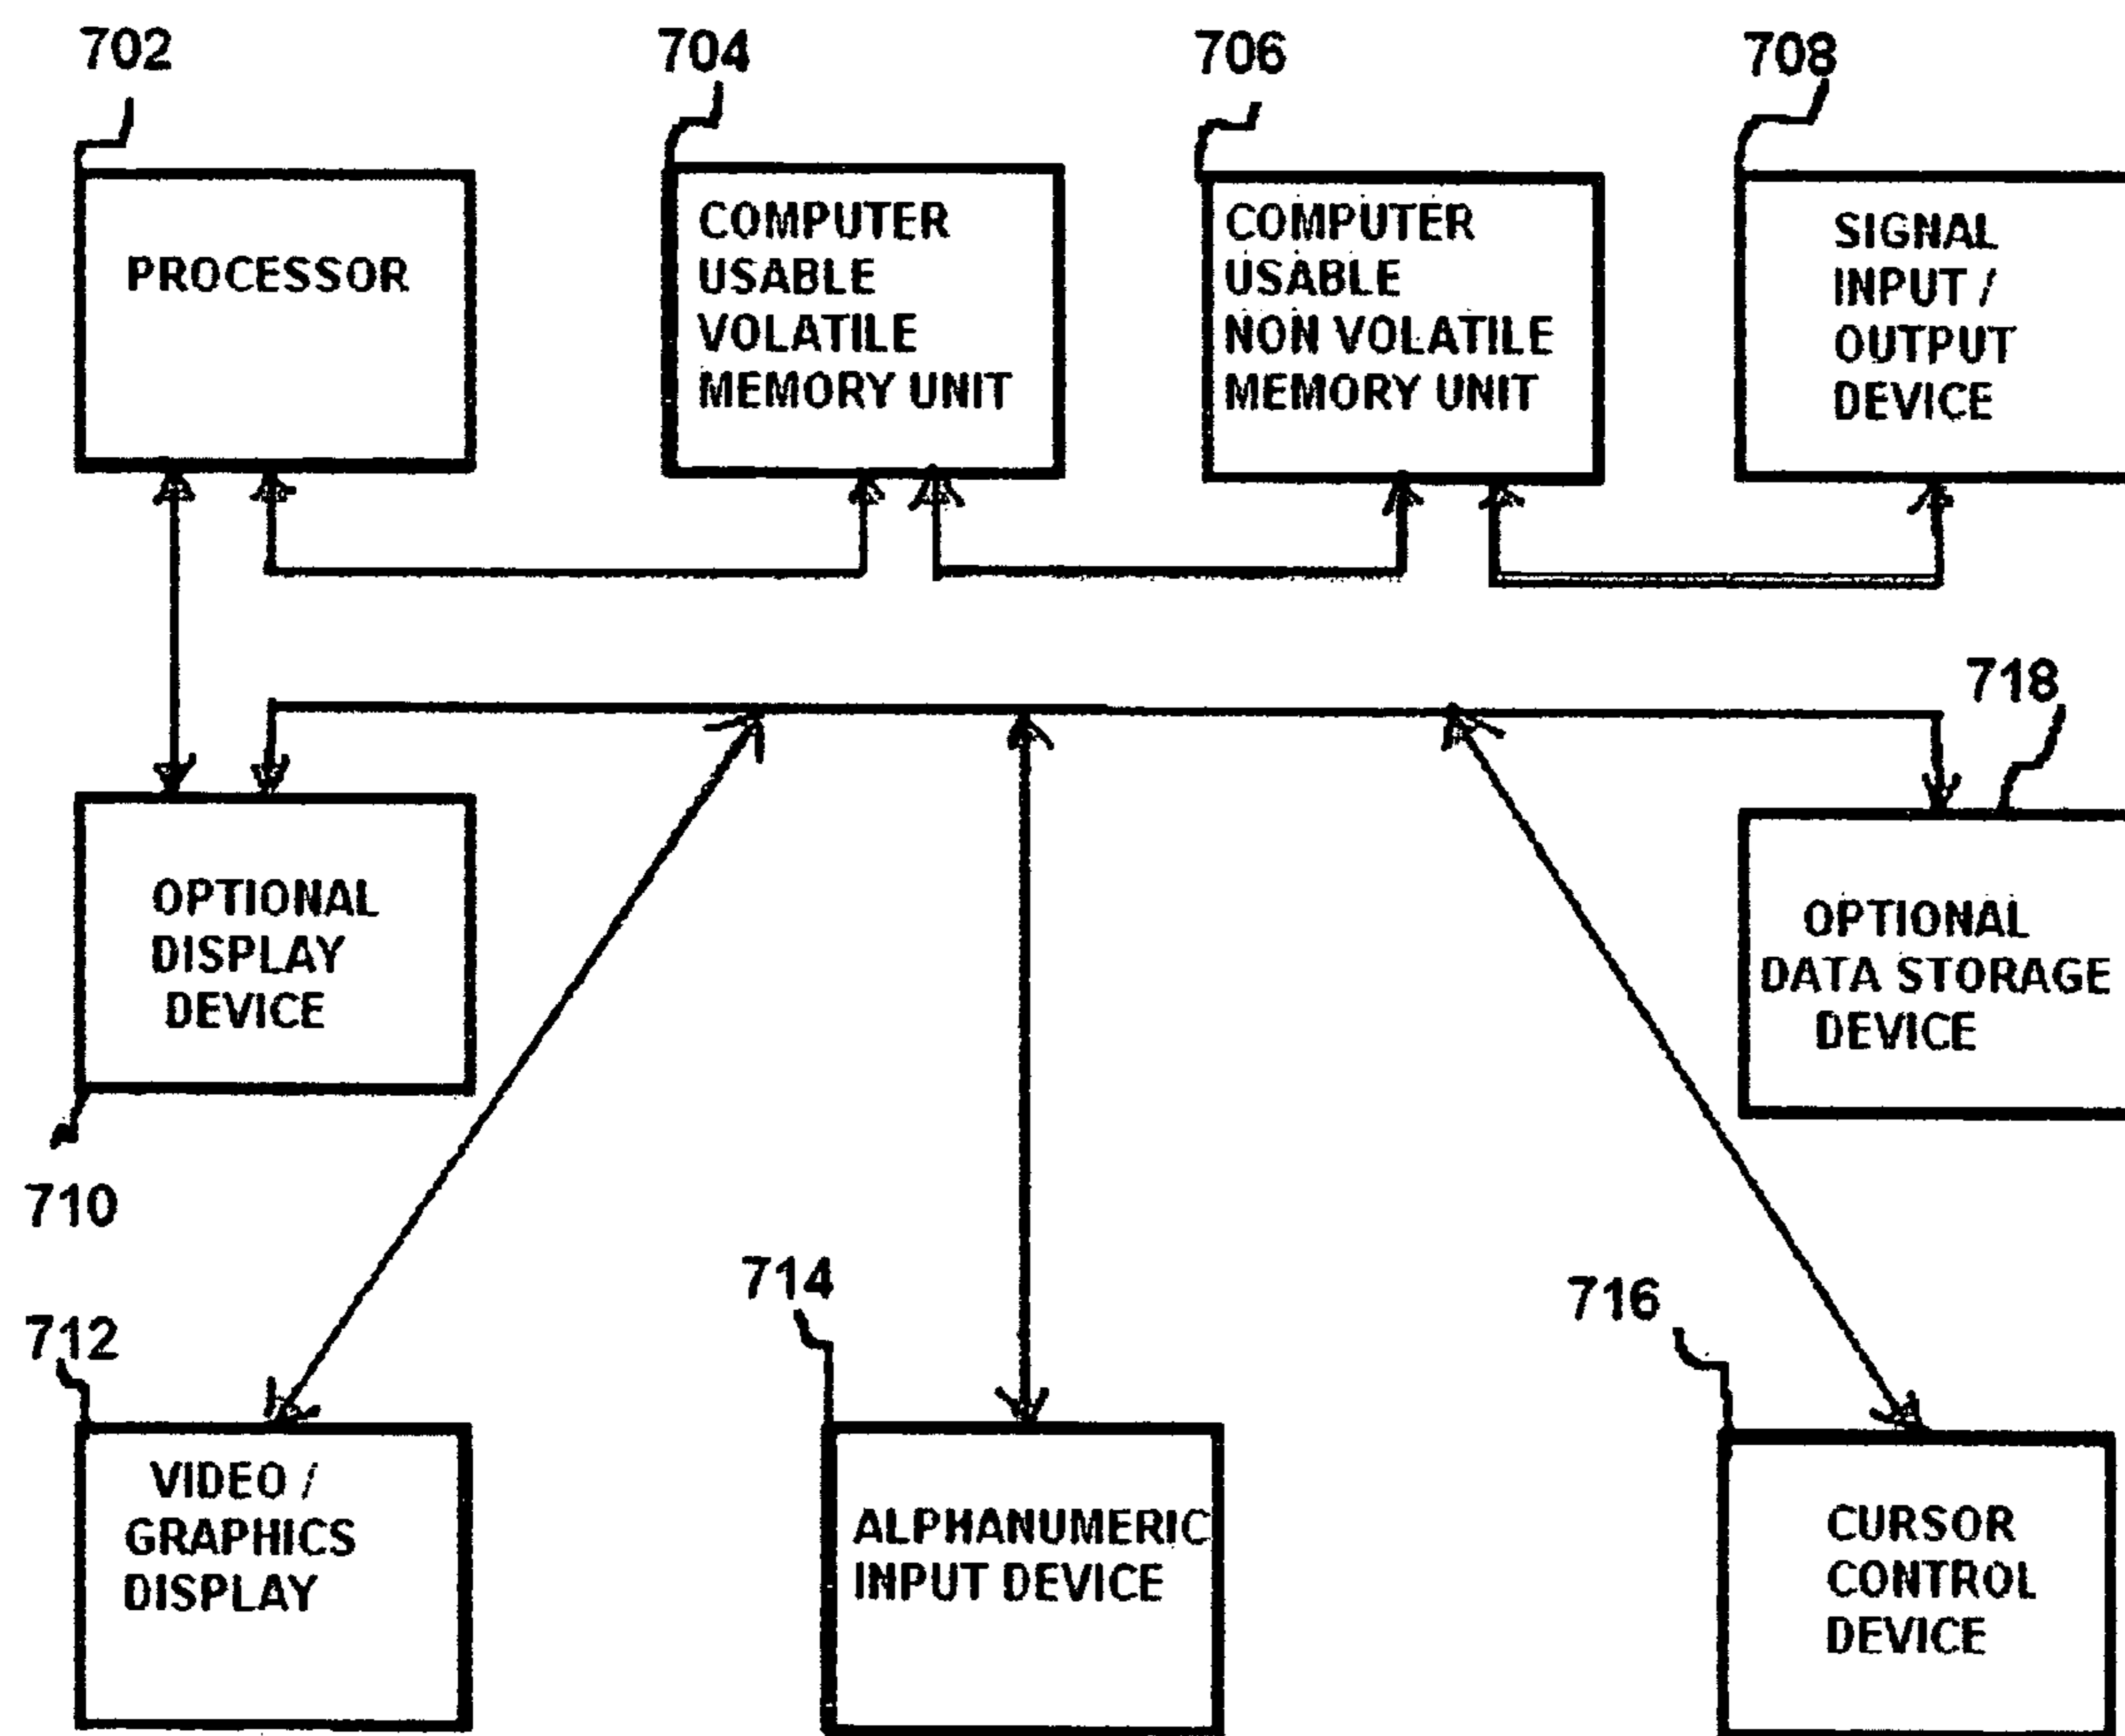 702
704
706
708
PROCESSOR
COMPUTER
USABLE
VOLATILE
MEMORY UNIT
COMPUTER
USABLE
NON VOLATILE
MEMORY UNIT
SIGNAL
INPUT /
OUTPUT
DEVICE
718
OPTIONAL
DISPLAY
DEVICE
OPTIONAL
DATA STORAGE
DEVICE
710
712
714
716
VIDEO /
GRAPHICS
DISPLAY
ALPHANUMERIC
INPUT DEVICE
CURSOR
CONTROL
DEVICE